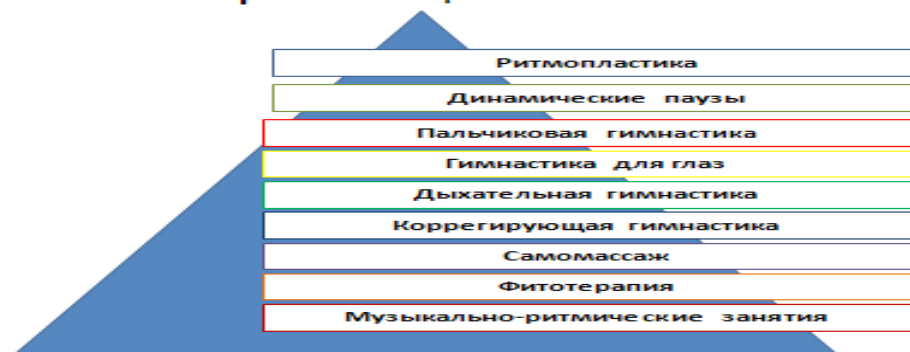 Ритмопластика
Динамические паузы
Пальчиковая гимнастика
Гимнастика для глаз
Дыхательная гимнастика
Коррегирующая гимнастика
Самомассаж
Фитотерапия
Музыкально-ритмические занятия